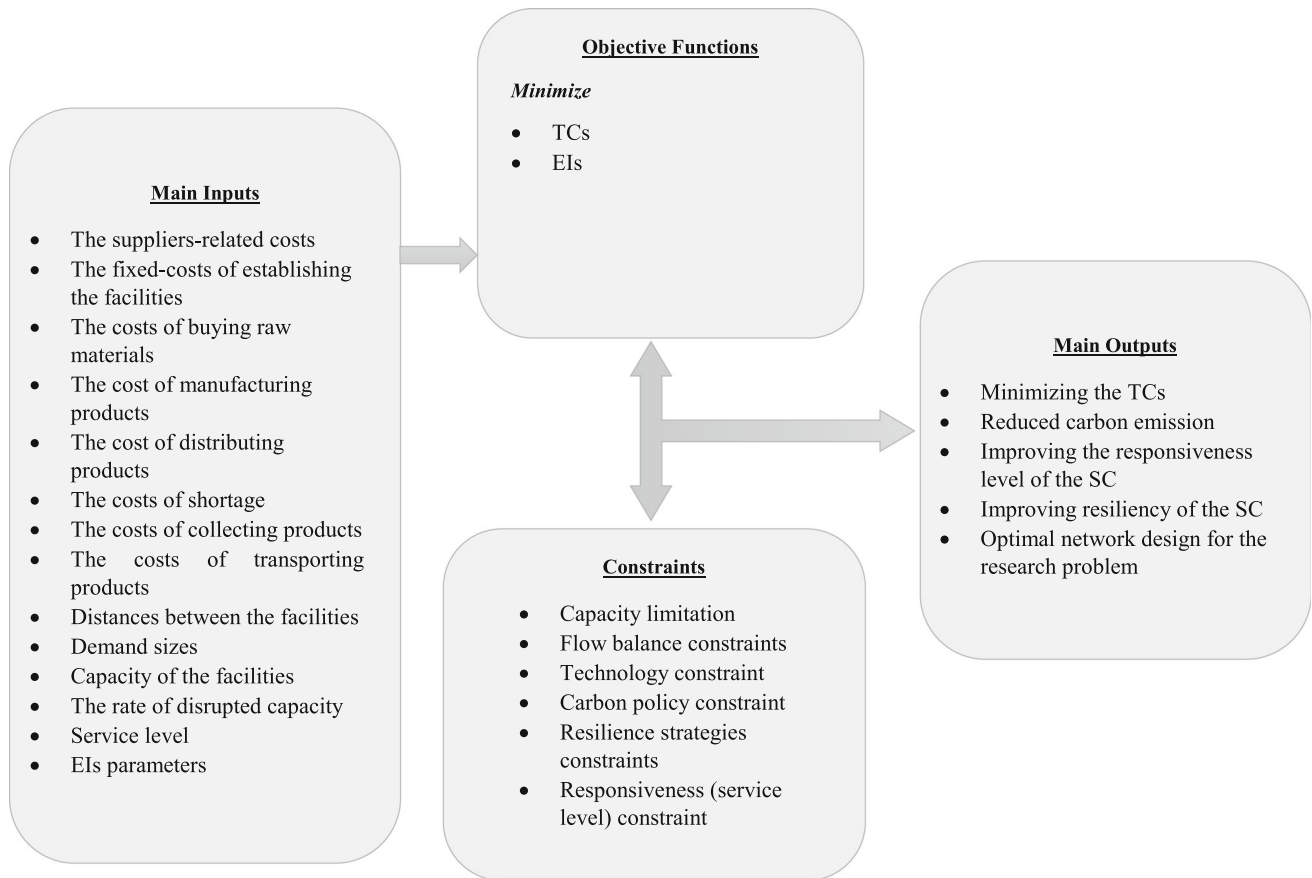 Objective Functions
Minimize
• TCs
• EIs
Main Inputs
• The suppliers-related costs
• The fixed-costs of establishing
the facilities
• The costs of buying raw
materials
• The cost of manufacturing
products
• The cost of distributing
products
• The costs of shortage
• The costs of collecting products
• The costs of transporting
products
• Distances between the facilities
• Demand sizes
• Capacity of the facilities
• The rate of disrupted capacity
• Service level
• EIs parameters
Main Outputs
• Minimizing the TCs
• Reduced carbon emission
• Improving the responsiveness
level of the SC
• Improving resiliency of the SC
• Optimal network design for the
research problem
Constraints
• Capacity limitation
• Flow balance constraints
• Technology constraint
• Carbon policy constraint
• Resilience strategies
constraints
• Responsiveness (service
level) constraint